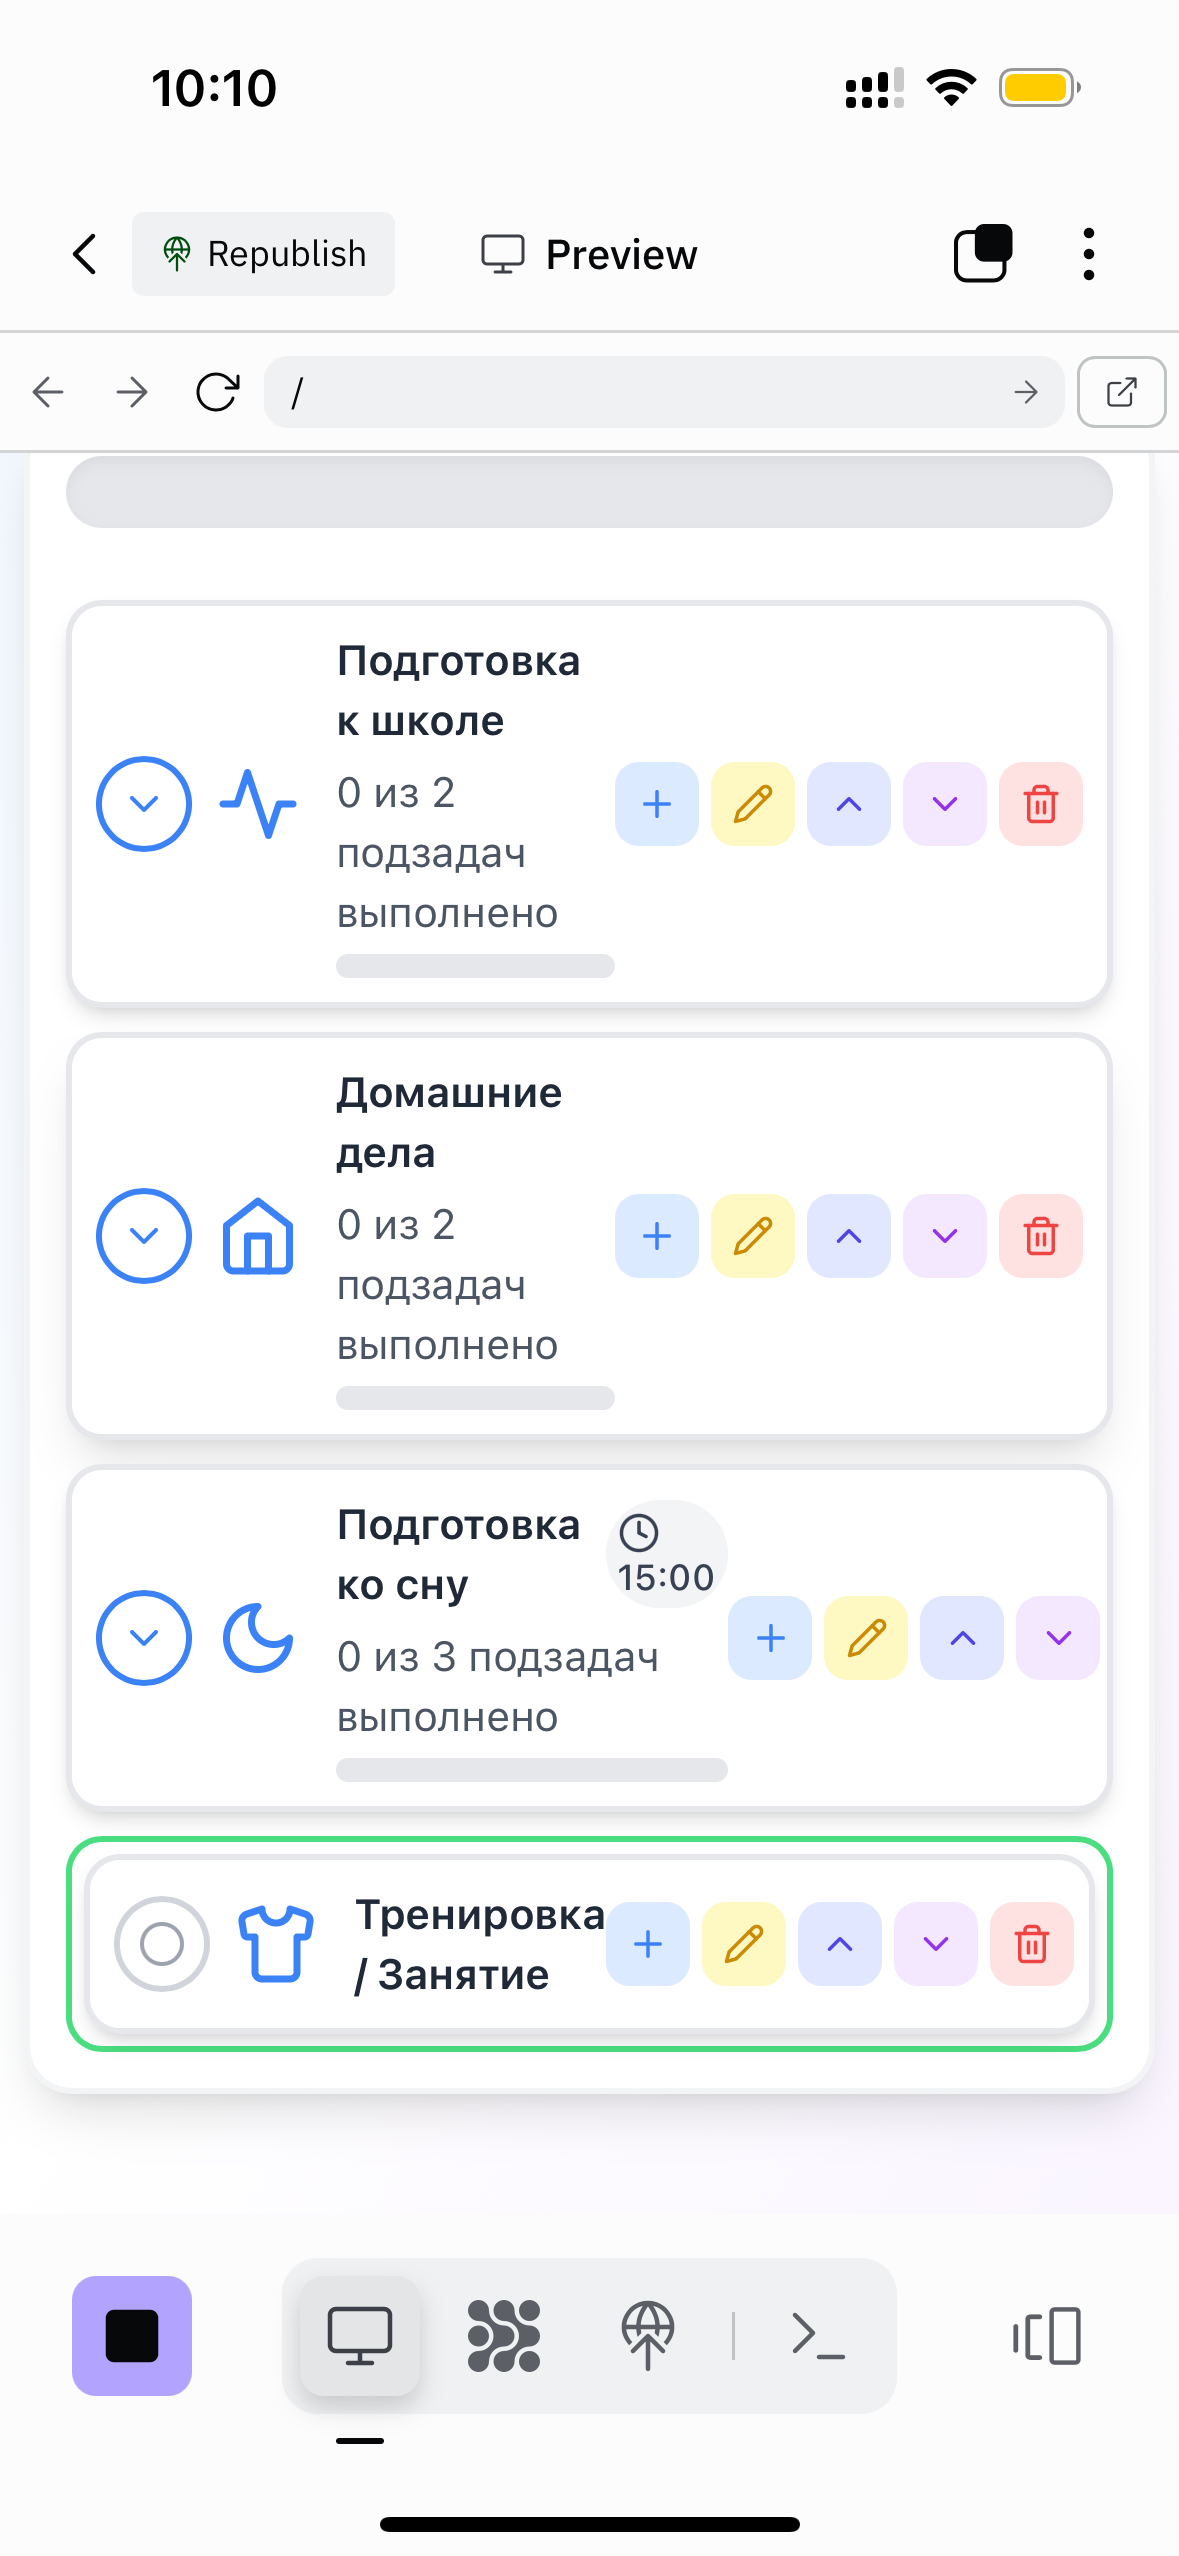 10:10
Republish
Preview
/
Подготовка
к школе
0 из 2
подзадач
выполнено
Домашние
дела
0 из 2
подзадач
выполнено
Подготовка
ко сну
15:00
0 из 3 подзадач
выполнено
Тренировка
/ Занятие